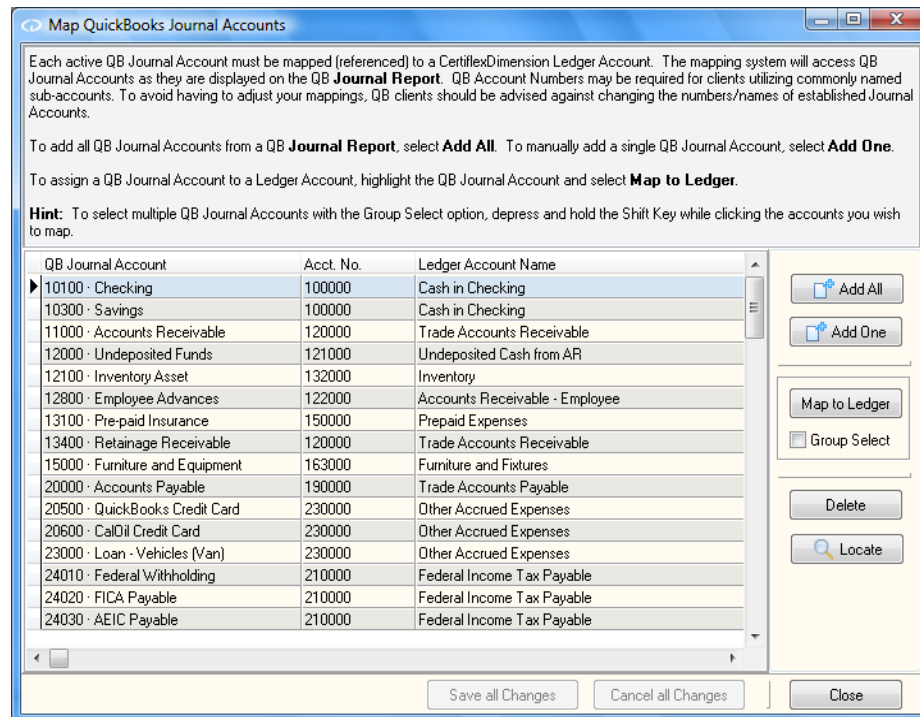 Map QuickBooks Journal Accounts
Each active QB Journal Account must be mapped (referenced) to a CertiflexDimension Ledger Account. The mapping system will access QB
Journal Accounts as they are displayed on the QB Journal Report. QB Account Numbers may be required for clients utilizing commonly named
sub-accounts. To avoid having to adjust your mappings, QB clients should be advised against changing the numbers/names of established Journal
Accounts.
To add all QB Journal Accounts from a QB Journal Report, select Add All. To manually add a single QB Journal Account, select Add One.
To assign a QB Journal Account to a Ledger Account, highlight the QB Journal Account and select Map to Ledger.
Hint: To select multiple QB Journal Accounts with the Group Select option, depress and hold the Shift Key while clicking the accounts you wish
to map.
QB Journal Account Acct. No. Ledger Account Name
10100 · Checking 100000 Cash in Checking
10300 · Savings 100000 Cash in Checking
11000 · Accounts Receivable 120000 Trade Accounts Receivable
12000 · Undeposited Funds 121000 Undeposited Cash from AR
12100 · Inventory Asset 132000 Inventory
12800 · Employee Advances 122000 Accounts Receivable - Employee
13100 · Pre-paid Insurance 150000 Prepaid Expenses
13400 · Retainage Receivable 120000 Trade Accounts Receivable
15000 · Furniture and Equipment 163000 Furniture and Fixtures
20000 · Accounts Payable 190000 Trade Accounts Payable
20500 · QuickBooks Credit Card 230000 Other Accrued Expenses
20600 · CalOil Credit Card 230000 Other Accrued Expenses
23000 · Loan - Vehicles (Van) 230000 Other Accrued Expenses
24010 · Federal Withholding 210000 Federal Income Tax Payable
24020 · FICA Payable 210000 Federal Income Tax Payable
24030 · AEIC Payable 210000 Federal Income Tax Payable
Add All
Add One
Map to Ledger
Group Select
Delete
Locate
Save all Changes Cancel all Changes Close